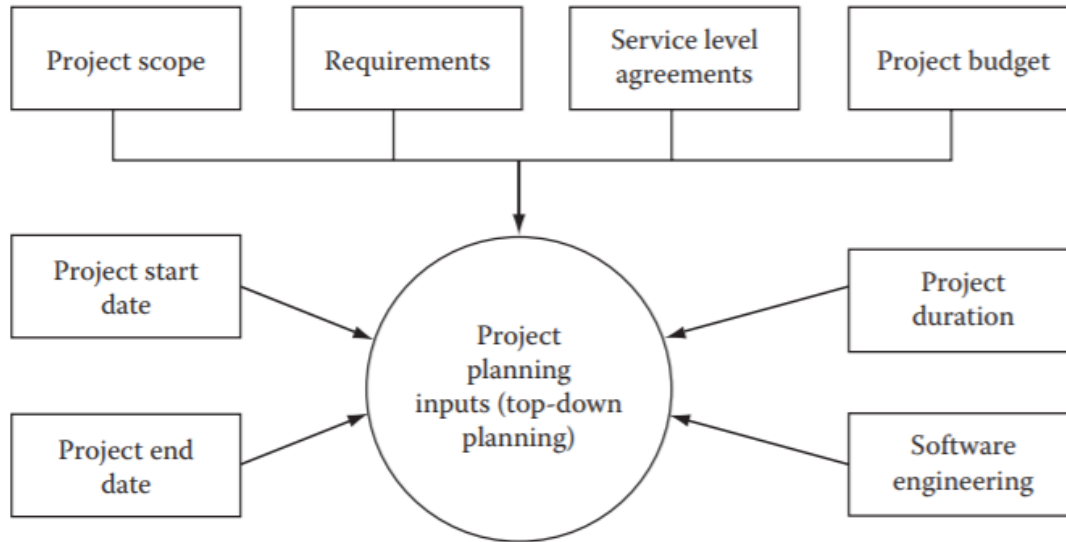 Project scope
Requirements
Service level
agreements
Project budget
Project start
date
Project end
date
Project
planning
inputs (top-down
planning)
Project
duration
Software
engineering